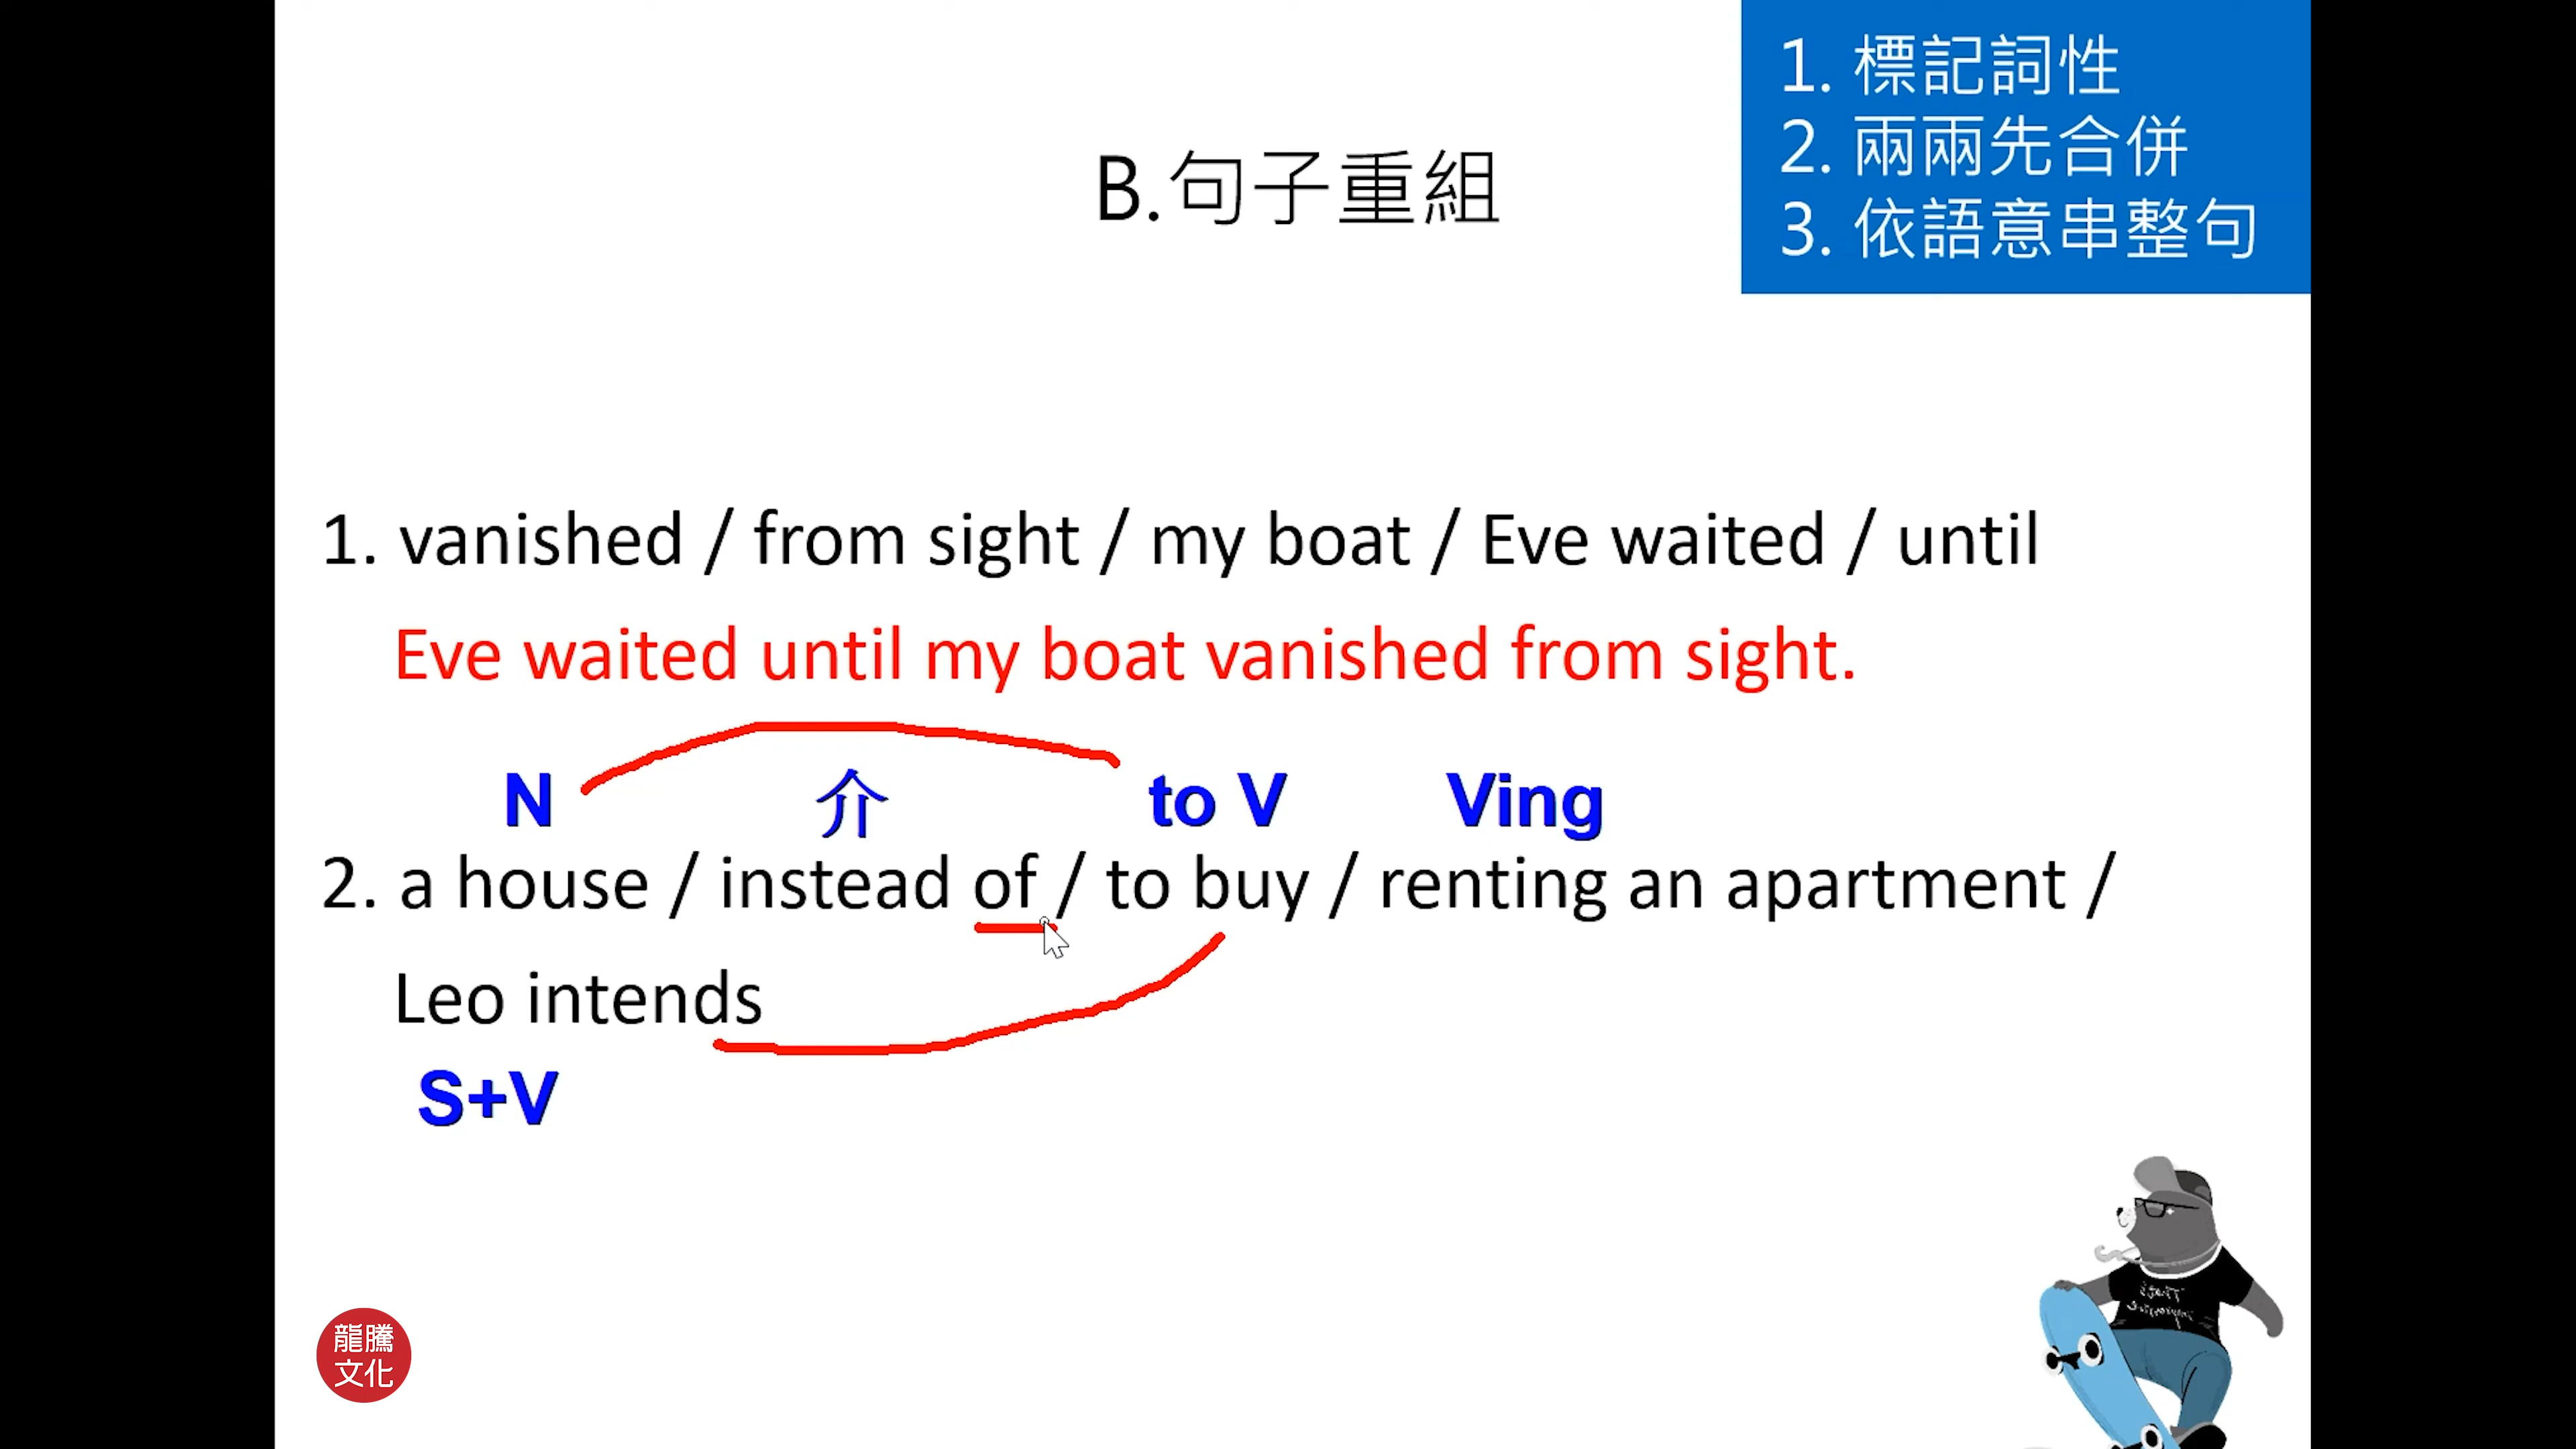 1. 標記詞性
2. 兩兩先合併
3. 依語意串整句
B.句子重組
1. vanished / from sight / my boat / Eve waited / until
Eve waited until my boat vanished from sight.
N 介 to V Ving
2. a house / instead of / to buy / renting an apartment /
Leo intends
S+V
龍騰
文化